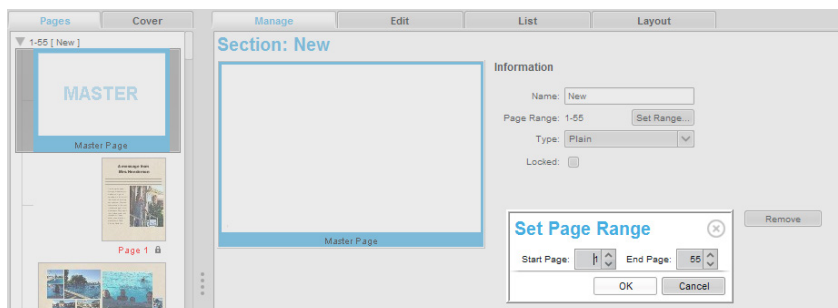 Pages
Cover
Manage
Edit
List
Layout
1-55 [ New ]
Section: New
MASTER
Master Page
Page 1
Master Page
Information
Name: New
Page Range: 1-55 Set Range...
Type: Plain
Locked:
Remove
Set Page Range
Start Page: 1 End Page: 55
OK Cancel